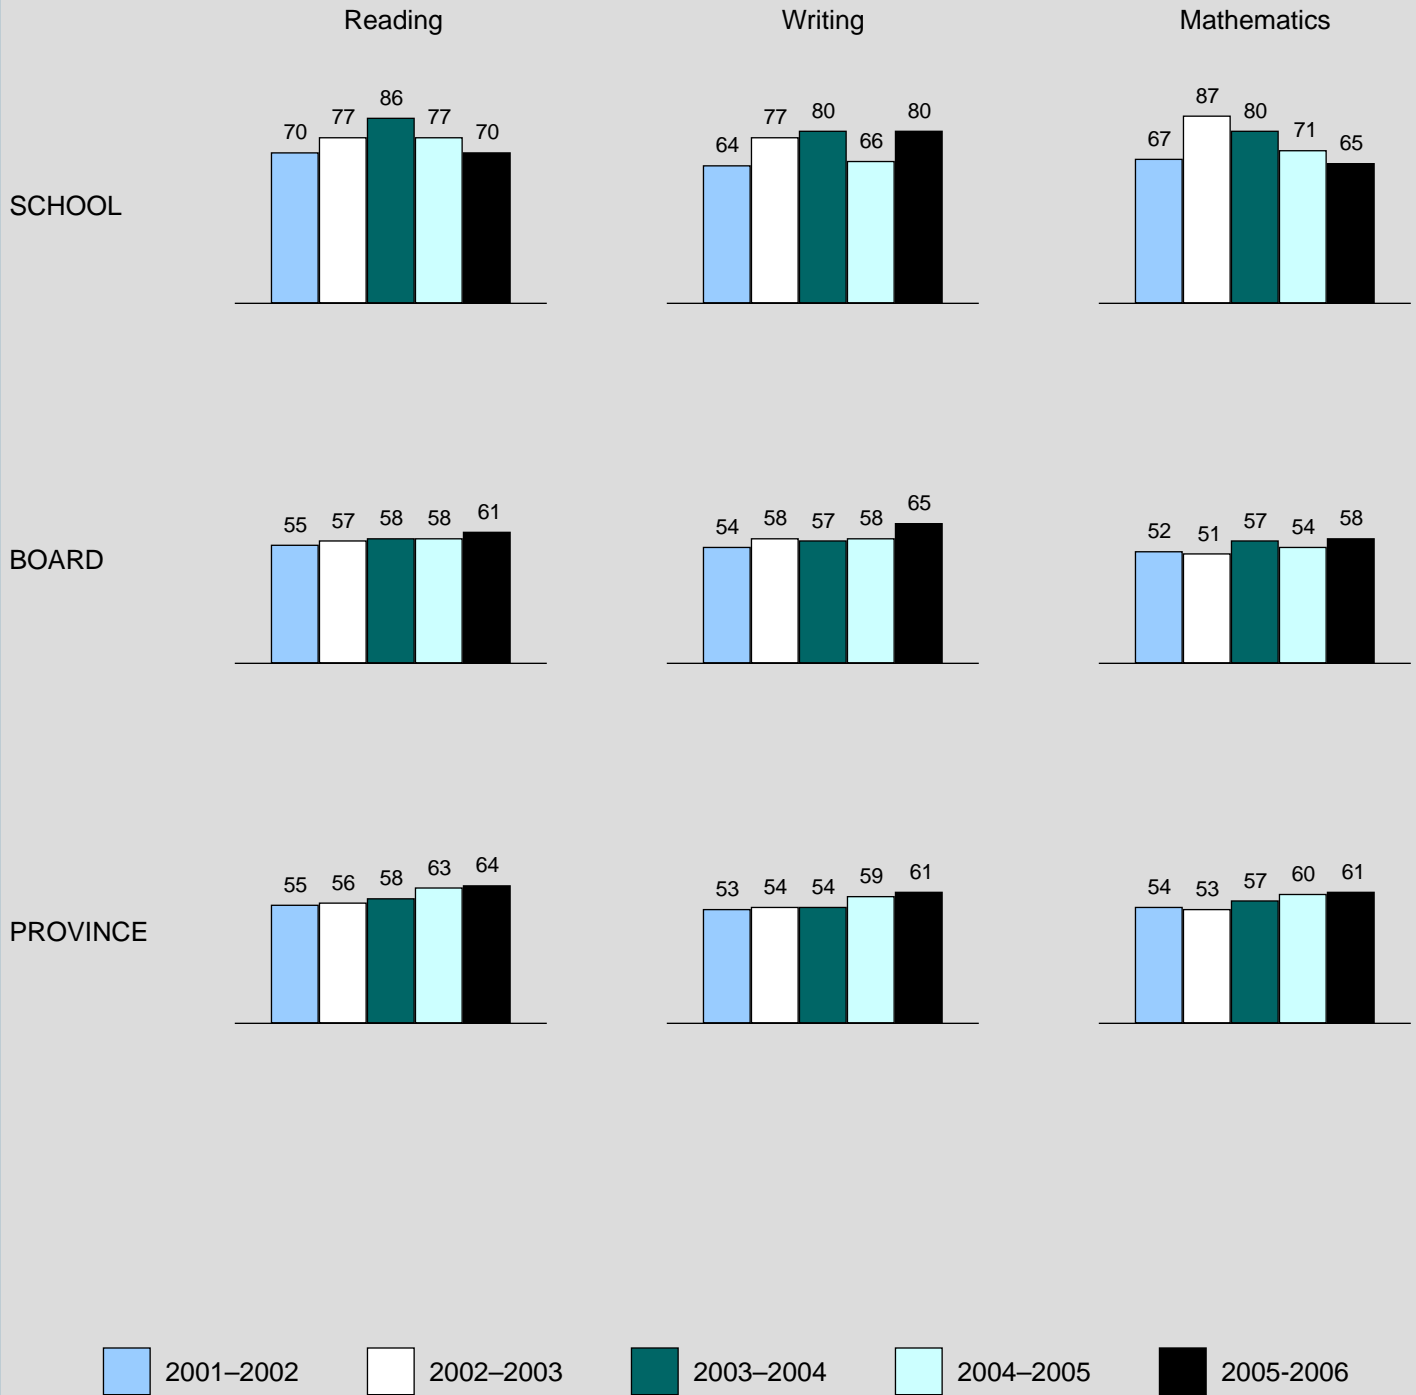 Reading Writing Mathematics
SCHOOL
70 77 86 77 70
64 77 80 66 80
67 87 80 71 65
BOARD
55 57 58 58 61
54 58 57 58 65
52 51 57 54 58
PROVINCE
55 56 58 63 64
53 54 54 59 61
54 53 57 60 61
2001–2002 2002–2003 2003–2004 2004–2005 2005-2006